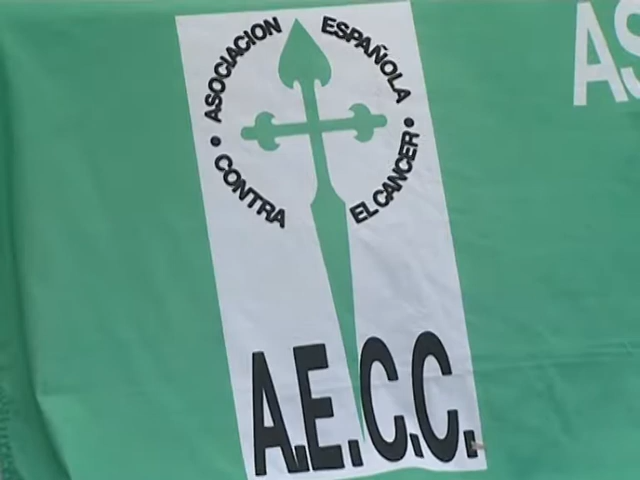 ASOCIACION ESPAÑOLA
• CONTRA EL CANCER •
A.E.C.C.
AS